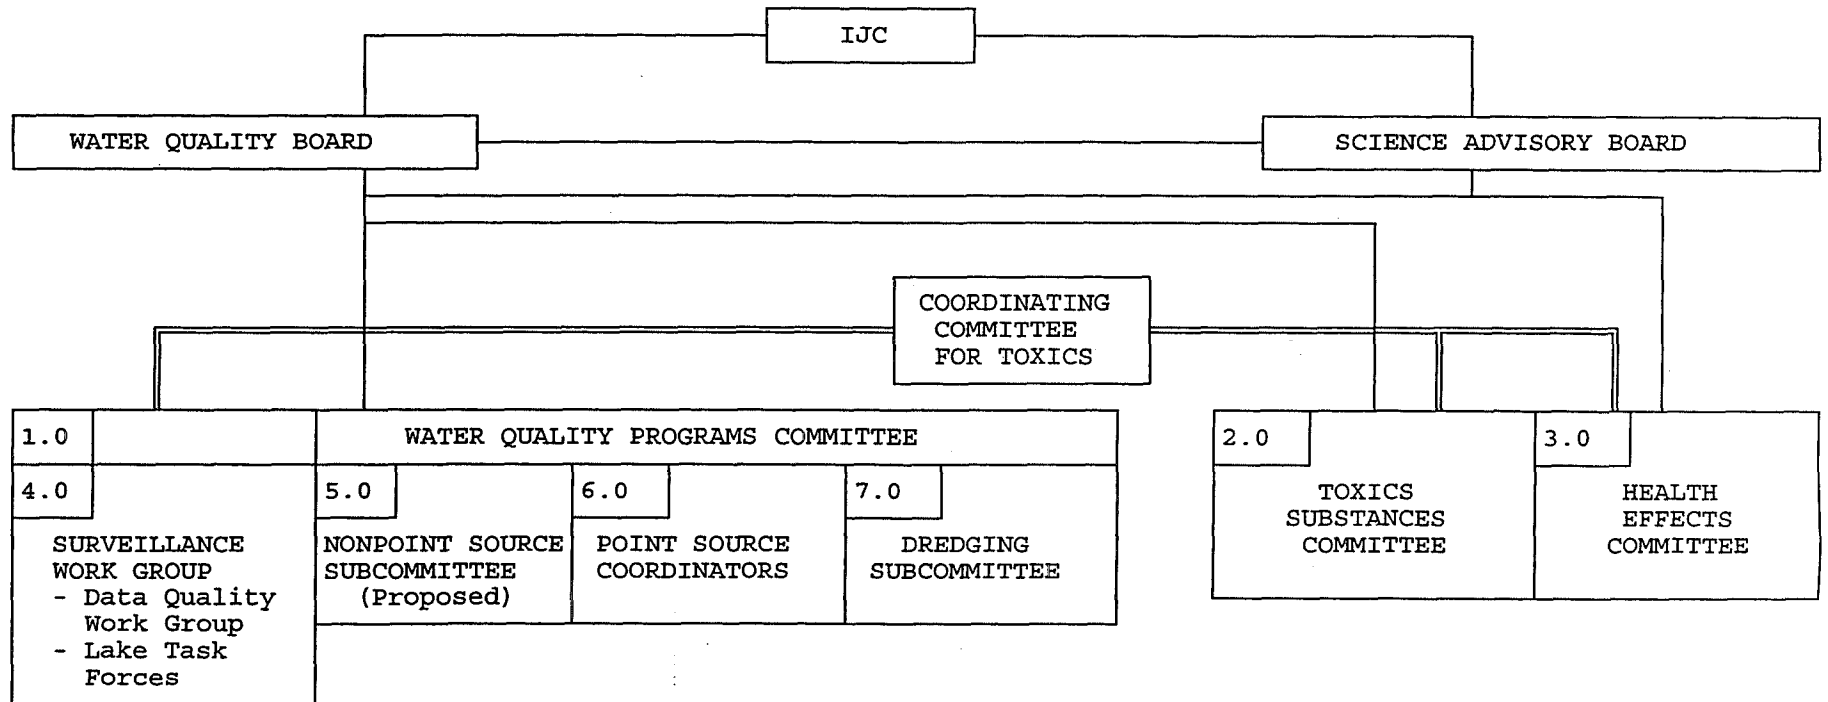 IJC
WATER QUALITY BOARD
SCIENCE ADVISORY BOARD
COORDINATING
COMMITTEE
FOR TOXICS
1.0
WATER QUALITY PROGRAMS COMMITTEE
4.0
SURVEILLANCE
WORK GROUP
- Data Quality
Work Group
- Lake Task
Forces
5.0
NONPOINT SOURCE
SUBCOMMITTEE
(Proposed)
6.0
POINT SOURCE
COORDINATORS
7.0
DREDGING
SUBCOMMITTEE
2.0
TOXICS
SUBSTANCES
COMMITTEE
3.0
HEALTH
EFFECTS
COMMITTEE